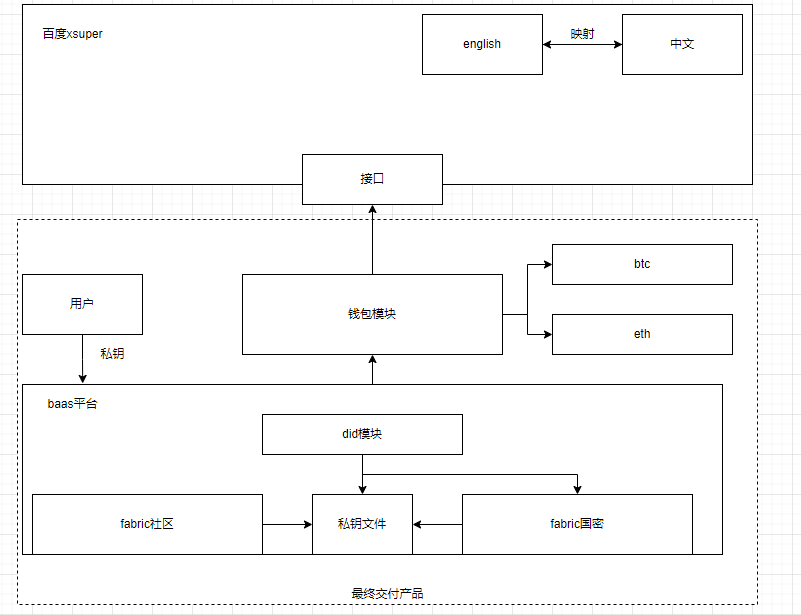 百度xsuper
english
映射
中文
接口
用户
钱包模块
btc
eth
私钥
baas平台
did模块
fabric社区
私钥文件
fabric国密
最终交付产品